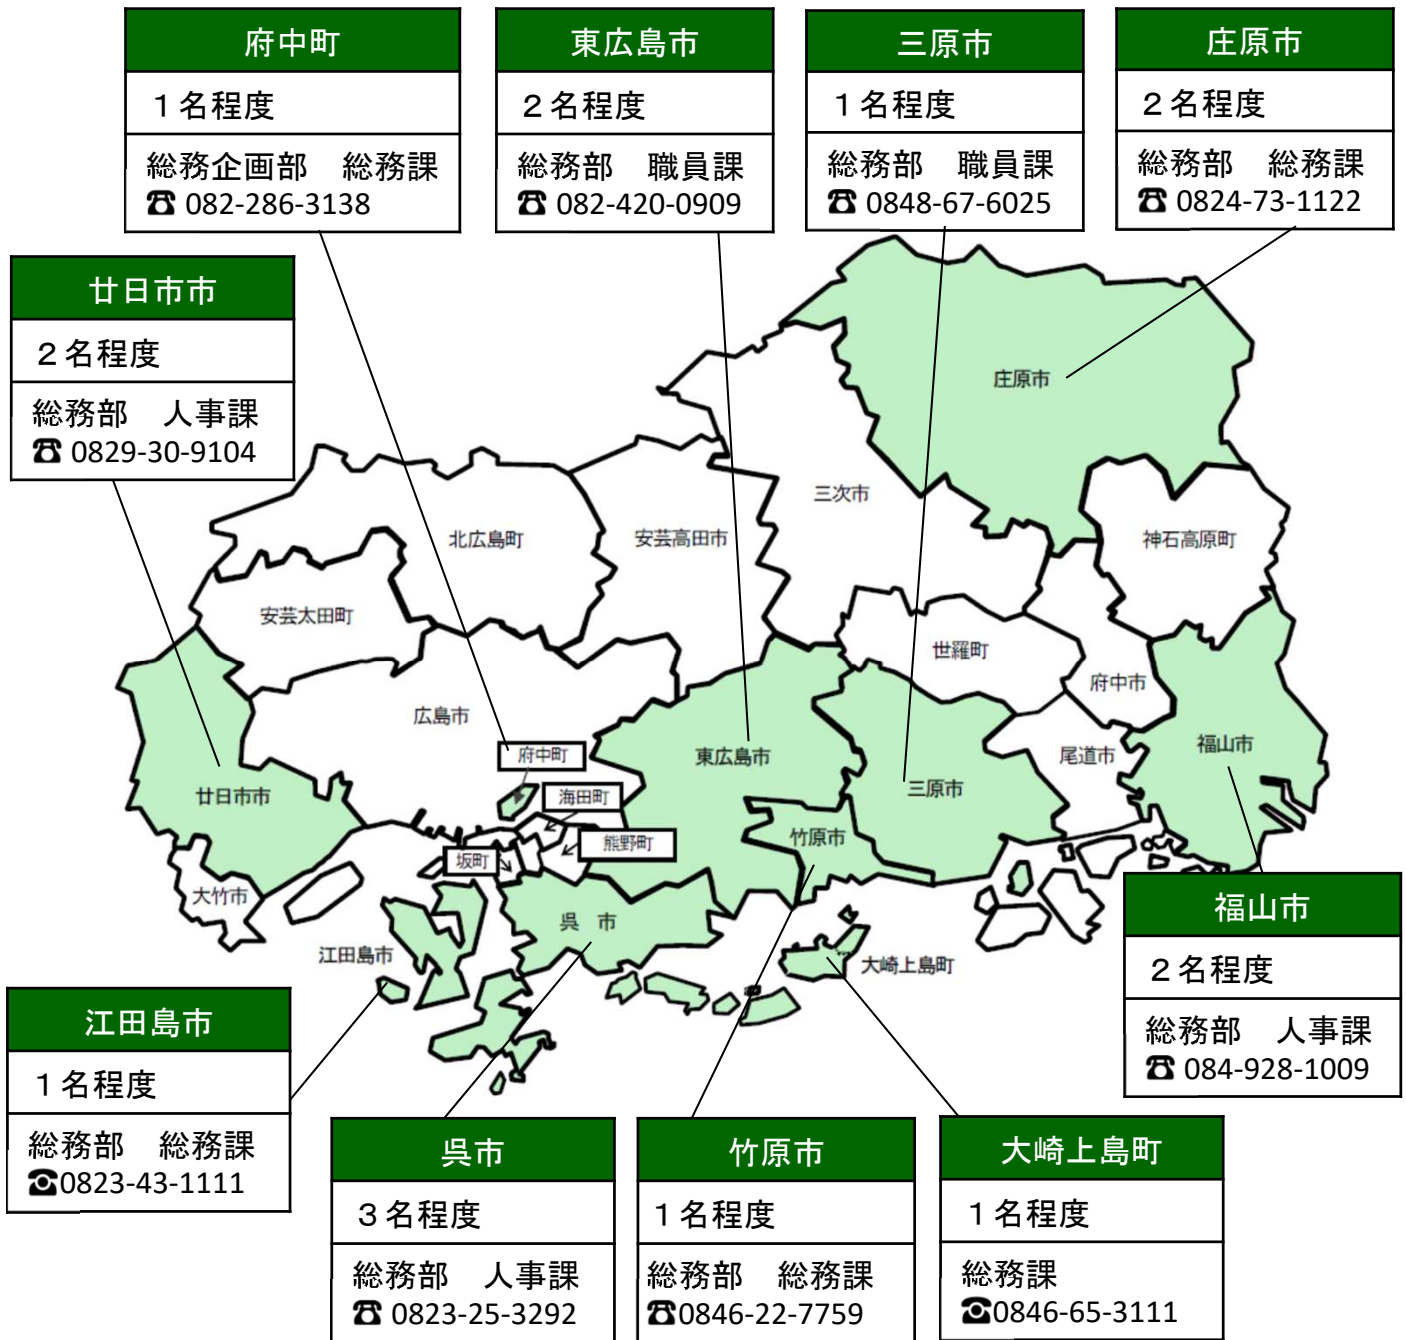 府中町
１名程度
総務企画部　総務課
☎ 082-286-3138
東広島市
２名程度
総務部　職員課
☎ 082-420-0909
三原市
１名程度
総務部　職員課
☎ 0848-67-6025
庄原市
２名程度
総務部　総務課
☎ 0824-73-1122
廿日市市
２名程度
総務部　人事課
☎ 0829-30-9104
庄原市
三次市
北広島町
安芸高田市
神石高原町
安芸太田町
世羅町
府中市
広島市
府中町
東広島市
尾道市
福山市
廿日市市
海田町
三原市
竹原市
熊野町
坂町
大竹市
呉　市
江田島市
大崎上島町
福山市
２名程度
総務部　人事課
☎ 084-928-1009
江田島市
１名程度
総務部　総務課
☎0823-43-1111
呉市
３名程度
総務部　人事課
☎ 0823-25-3292
竹原市
１名程度
総務部　総務課
☎0846-22-7759
大崎上島町
１名程度
総務課
☎0846-65-3111